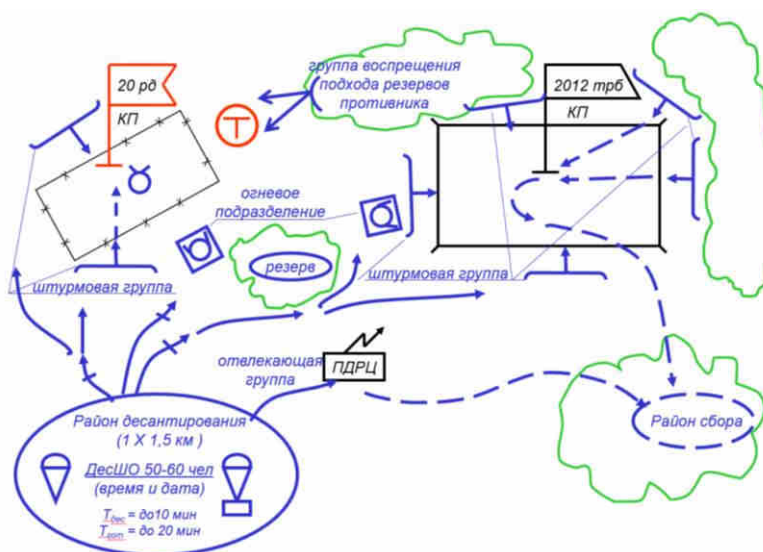 20 рд
КП
Т
группа воспрещения
подхода резервов
противника
2012 трб
КП
огневое
подразделение
резерв
штурмовая группа
штурмовая группа
отвлекающая
группа
ПДРЦ
Район десантирования
(1 Х 1,5 км )
ДесШО 50-60 чел
(время и дата)
Tдес = до10 мин
Tгот = до 20 мин
Район сбора